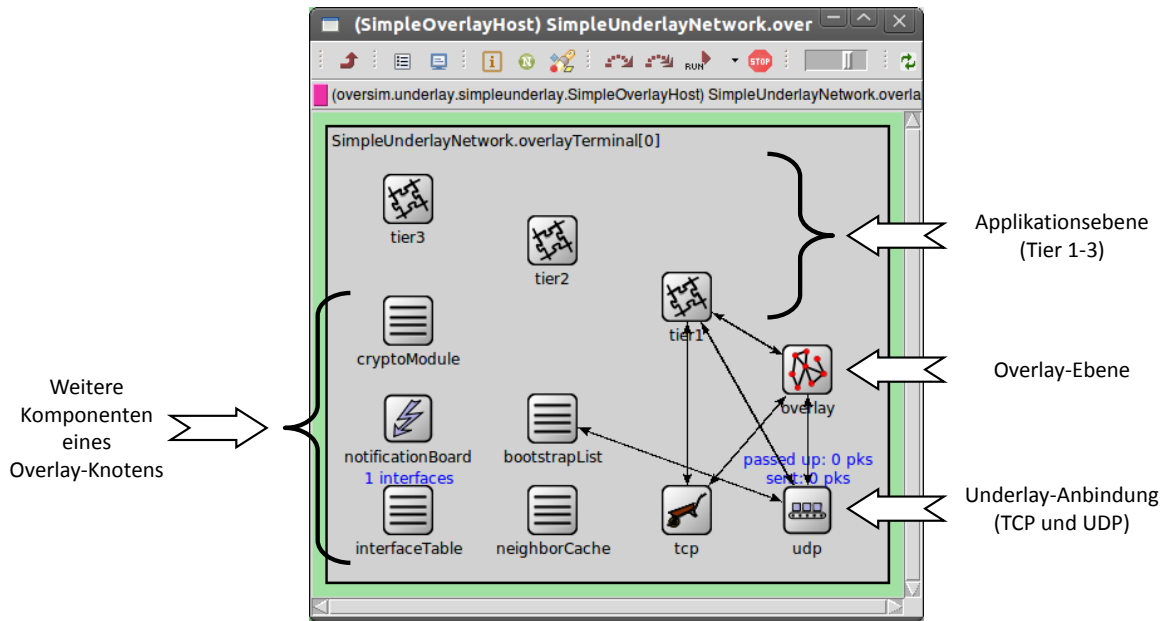 (SimpleOverlayHost) SimpleUnderlayNetwork.over
RUN
STOP
(oversim.underlay.simpleunderlay.SimpleOverlayHost) SimpleUnderlayNetwork.overla
SimpleUnderlayNetwork.overlayTerminal[0]
tier3
tier2
tier1
cryptoModule
overlay
notificationBoard
1 interfaces
bootstrapList
passed up: 0 pks
sent: 0 pks
interfaceTable
neighborCache
tcp
udp
Applikationsebene
(Tier 1-3)
Overlay-Ebene
Underlay-Anbindung
(TCP und UDP)
Weitere
Komponenten
eines
Overlay-Knotens